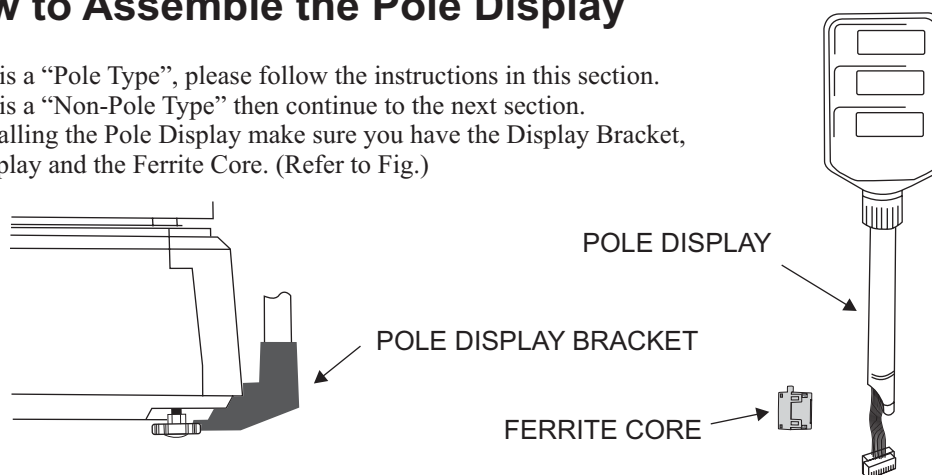 to Assemble the Pole Display
is a “Pole Type”, please follow the instructions in this section.
is a “Non-Pole Type” then continue to the next section.
the Pole Display make sure you have the Display Bracket,
and the Ferrite Core. (Refer to Fig.)
POLE DISPLAY
POLE DISPLAY BRACKET
FERRITE CORE